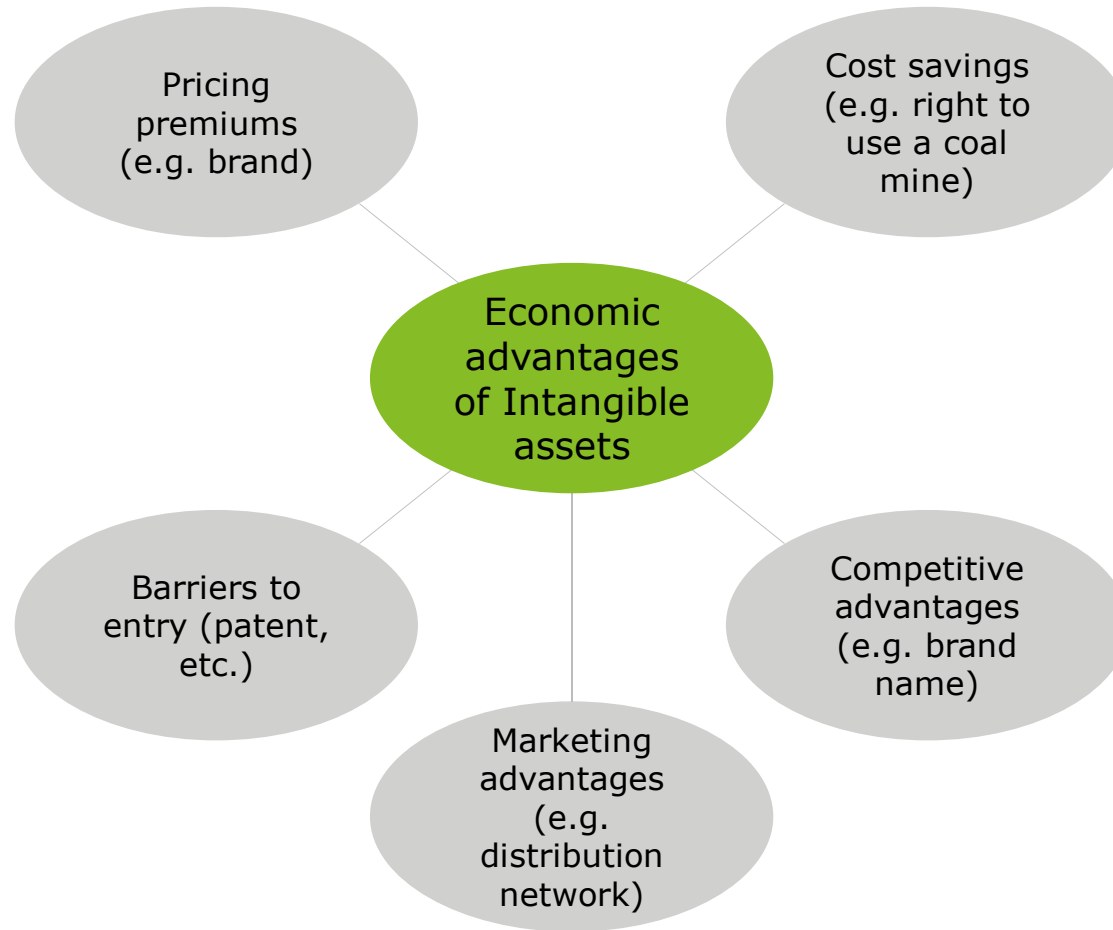 Pricing
premiums
(e.g. brand)
Cost savings
(e.g. right to
use a coal
mine)
Economic
advantages
of Intangible
assets
Barriers to
entry (patent,
etc.)
Competitive
advantages
(e.g. brand
name)
Marketing
advantages
(e.g.
distribution
network)